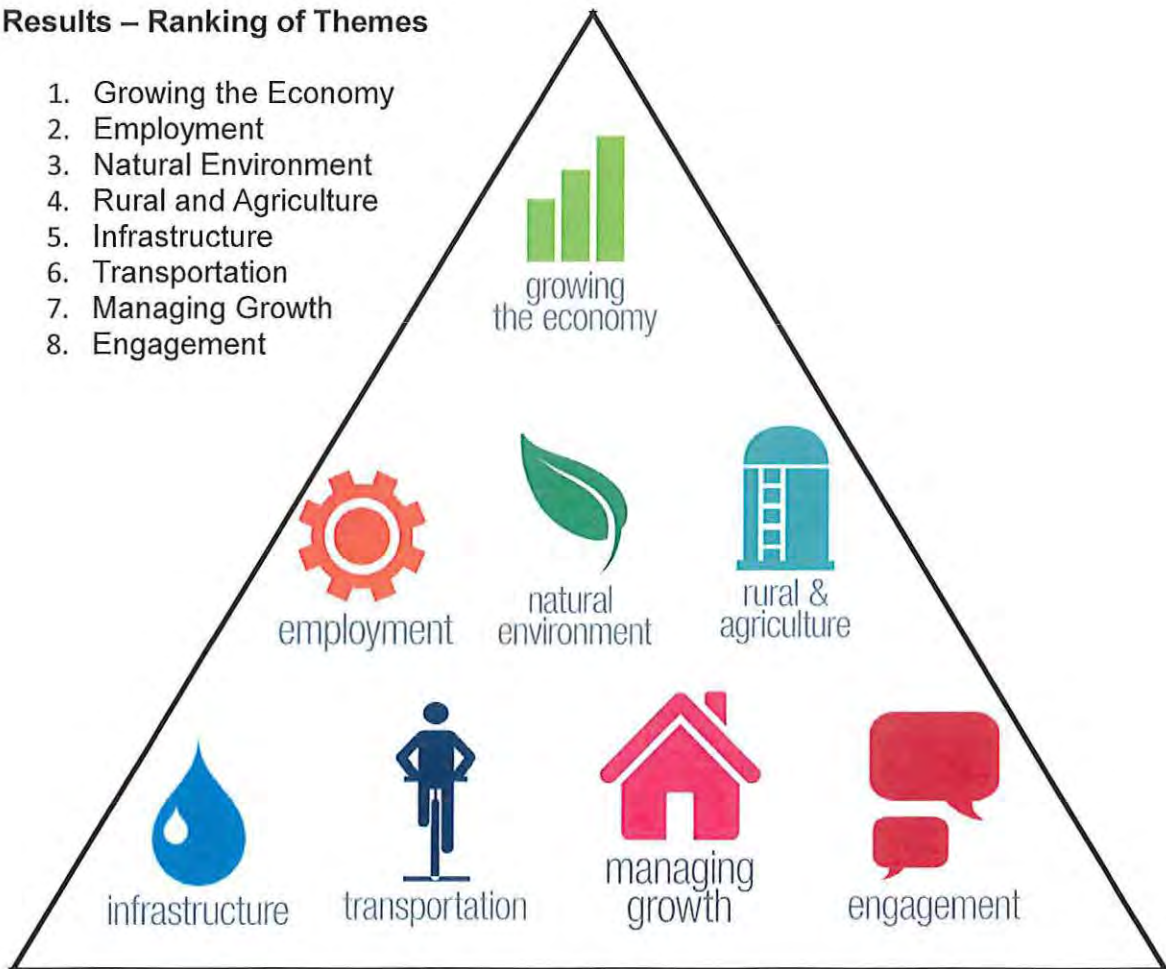 Results – Ranking of Themes
1. Growing the Economy
2. Employment
3. Natural Environment
4. Rural and Agriculture
5. Infrastructure
6. Transportation
7. Managing Growth
8. Engagement
growing
the economy
employment
natural
environment
rural &
agriculture
infrastructure
transportation
managing
growth
engagement